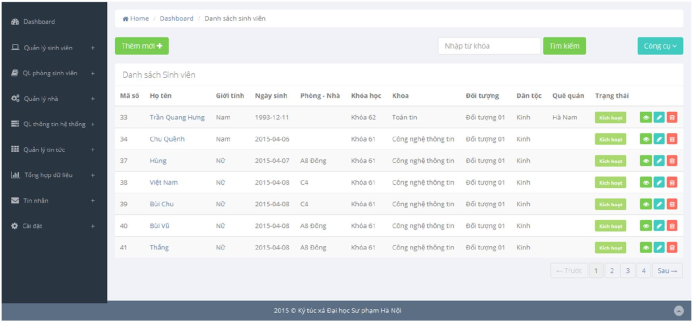 Dashboard
Quản lý sinh viên +
QL phòng sinh viên +
Quản lý nhà +
QL thông tin hệ thống +
Quản lý tin tức +
Tổng hợp dữ liệu +
Tin nhắn +
Cài đặt +
Home / Dashboard / Danh sách sinh viên
Thêm mới + Nhập từ khóa Tìm kiếm Công cụ
Danh sách Sinh viên
Mã số Họ tên Giới tính Ngày sinh Phòng - Nhà Khóa học Khoa Đối tượng Dân tộc Quê quán Trạng thái
33 Trần Quang Hưng Nam 1993-12-11 Khóa 62 Toán tin Đối tượng 01 Kinh Hà Nam Kích hoạt
34 Chu Quềnh Nam 2015-04-06 Khóa 61 Công nghệ thông tin Đối tượng 01 Kinh Kích hoạt
37 Hùng Nữ 2015-04-07 A8 Đông Khóa 61 Công nghệ thông tin Đối tượng 01 Kinh Kích hoạt
38 Việt Nam Nữ 2015-04-08 C4 Khóa 61 Công nghệ thông tin Đối tượng 01 Kinh Kích hoạt
39 Bùi Chu Nữ 2015-04-08 C4 Khóa 61 Công nghệ thông tin Đối tượng 01 Kinh Kích hoạt
40 Bùi Vũ Nữ 2015-04-08 A8 Đông Khóa 61 Công nghệ thông tin Đối tượng 01 Kinh Kích hoạt
41 Thắng Nữ 2015-04-08 A8 Đông Khóa 61 Công nghệ thông tin Đối tượng 01 Kinh Kích hoạt
← Trước 1 2 3 4 Sau →
2015 © Ký túc xá Đại học Sư phạm Hà Nội